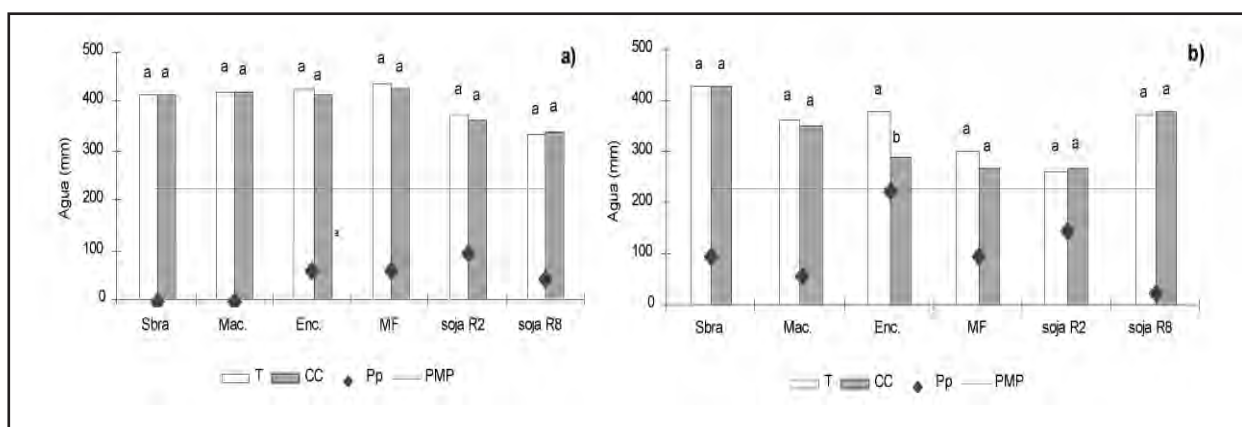 a)
500
400
300
200
100
0
Agua (mm)
a a a a a a a a a a a a
Sbra Mac. Enc. MF soja R2 soja R8
T CC Pp PMP
b)
500
400
300
200
100
0
Agua (mm)
a a a a a b a a a a a a
Sbra Mac. Enc. MF soja R2 soja R8
T CC Pp PMP